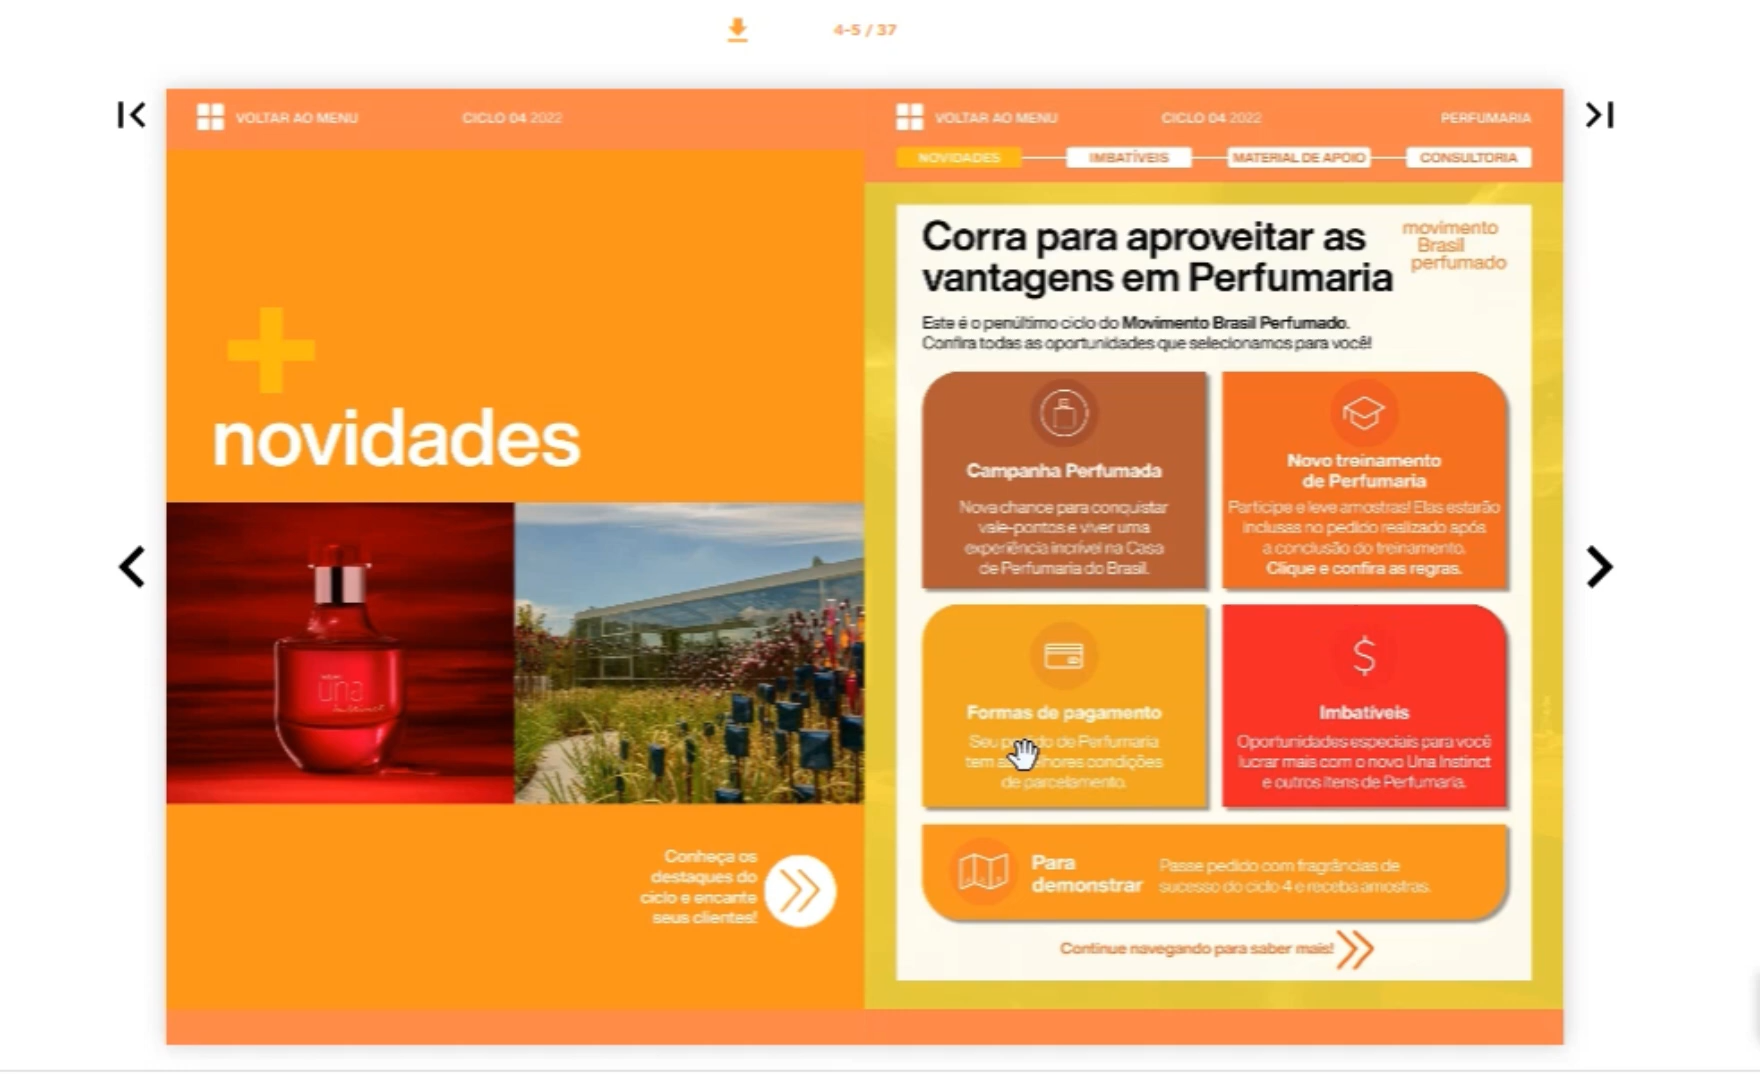 4-5 / 37
VOLTAR AO MENU
CICLO 04 2022
+
novidades
una
Conheça os
destaques do
ciclo e encante
seus clientes!
VOLTAR AO MENU
CICLO 04 2022
PERFUMARIA
NOVIDADES
IMBATÍVEIS
MATERIAL DE APOIO
CONSULTORIA
Corra para aproveitar as
vantagens em Perfumaria
movimento
Brasil
perfumado
Este é o penúltimo ciclo do Movimento Brasil Perfumado.
Confira todas as oportunidades que selecionamos para você!
Campanha Perfumada
Nova chance para conquistar
vale-pontos e viver uma
experiência incrível na Casa
de Perfumaria do Brasil.
Novo treinamento
de Perfumaria
Participe e leve amostras! Elas estarão
inclusas no pedido realizado após
a conclusão do treinamento.
Clique e confira as regras.
Formas de pagamento
Seu de Perfumaria
tem condições
de parcelamento.
Imbatíveis
Oportunidades especiais para você
lucrar mais com o novo Una Instinct
e outros itens de Perfumaria.
Para
demonstrar
Passe pedido com fragrâncias de
sucesso do ciclo 4 e receba amostras.
Continue navegando para saber mais!